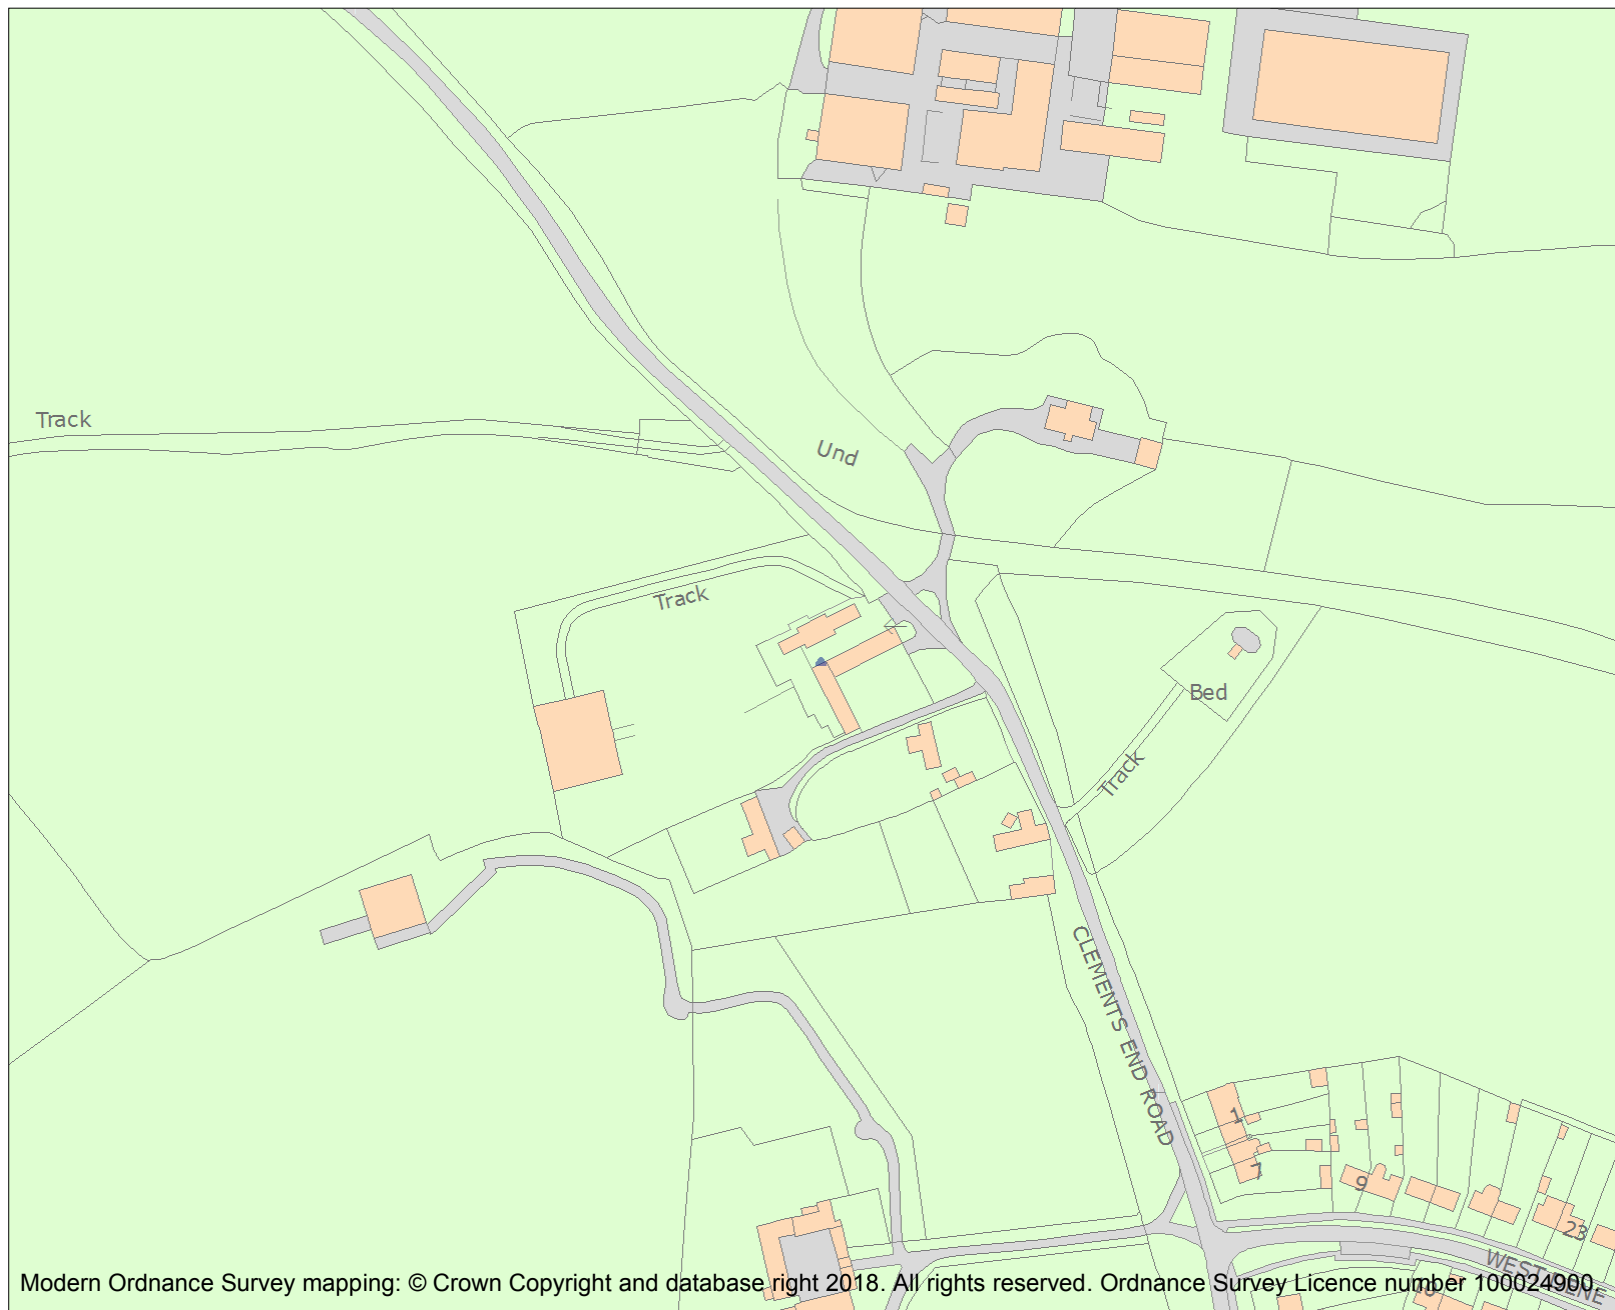 Track
Und
Track
Bed
Track
CLEMENTS END ROAD
1
7
9
23
Modern Ordnance Survey mapping: © Crown Copyright and database right 2018. All rights reserved. Ordnance Survey Licence number 100024900